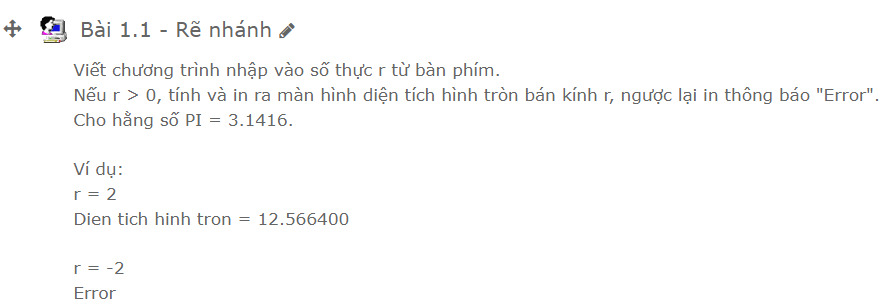 Bài 1.1 - Rẽ nhánh
Viết chương trình nhập vào số thực r từ bàn phím.
Nếu r > 0, tính và in ra màn hình diện tích hình tròn bán kính r, ngược lại in thông báo "Error".
Cho hằng số PI = 3.1416.
Ví dụ:
r = 2
Dien tich hinh tron = 12.566400
r = -2
Error